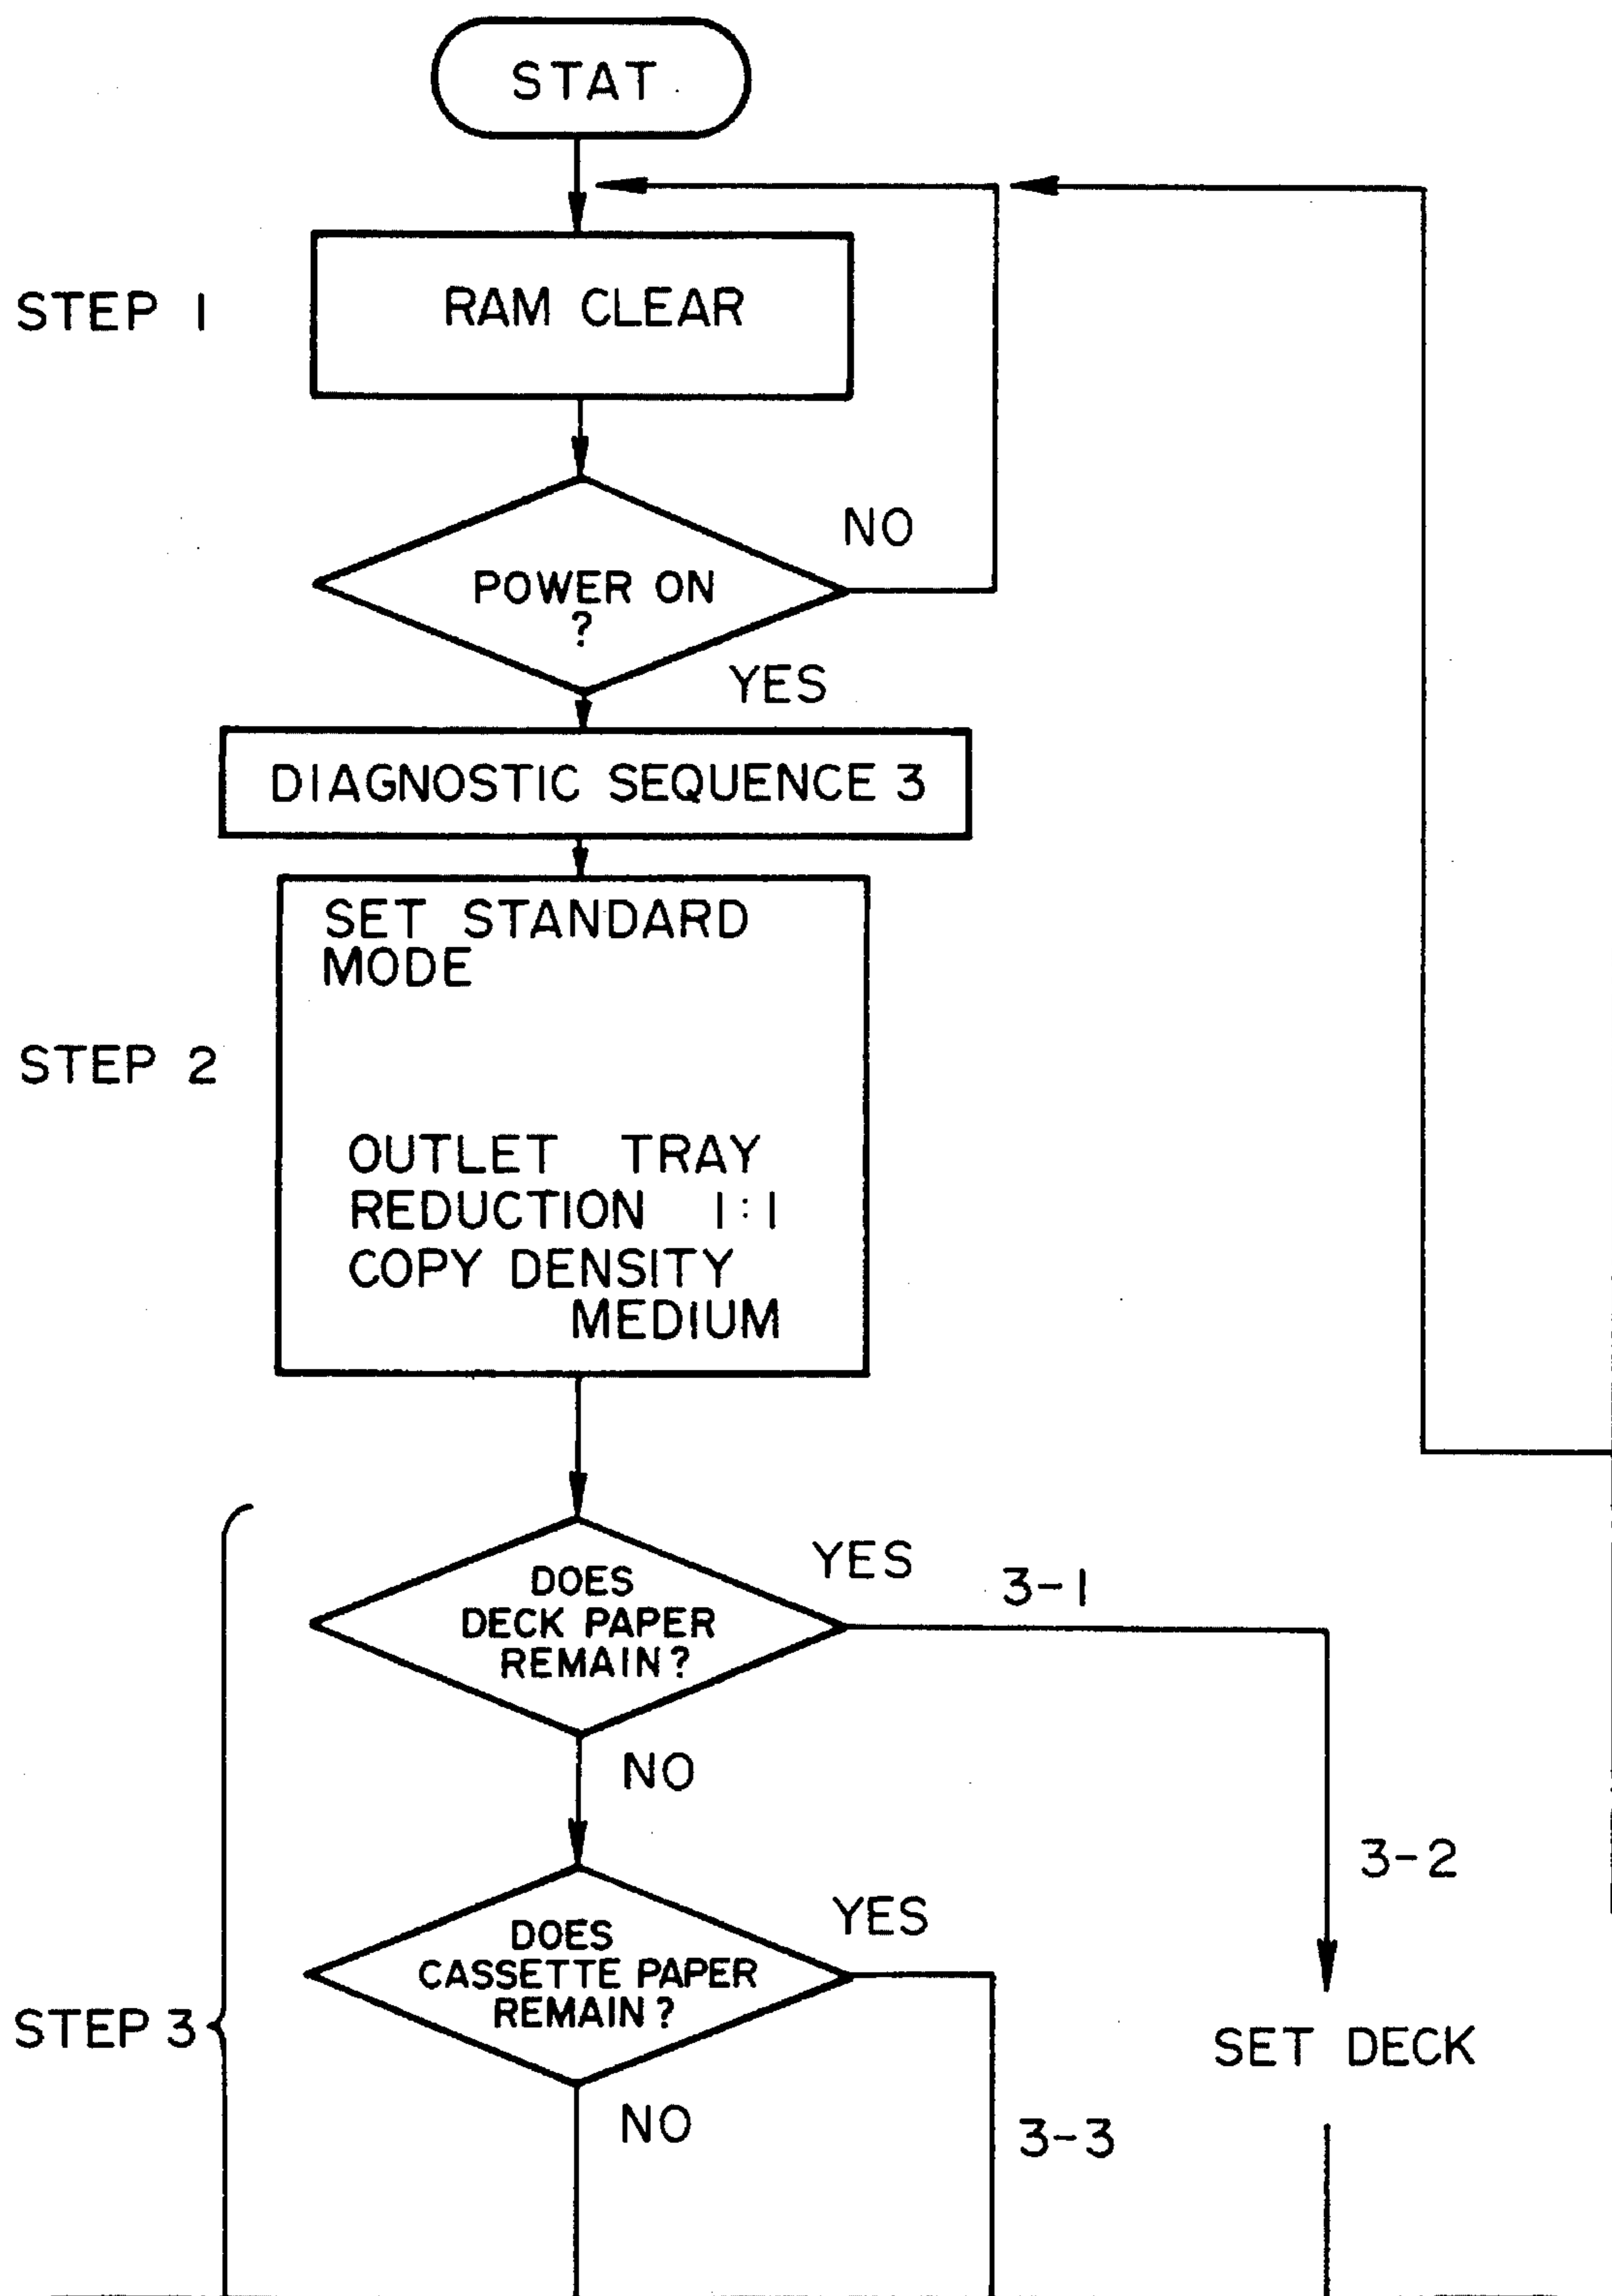 STAT
STEP 1
RAM CLEAR
NO
POWER ON
?
YES
DIAGNOSTIC SEQUENCE 3
SET STANDARD
MODE
STEP 2
OUTLET TRAY
REDUCTION 1:1
COPY DENSITY
MEDIUM
YES
3-1
DOES
DECK PAPER
REMAIN?
NO
3-2
YES
DOES
CASSETTE PAPER
REMAIN?
STEP 3
SET DECK
NO
3-3